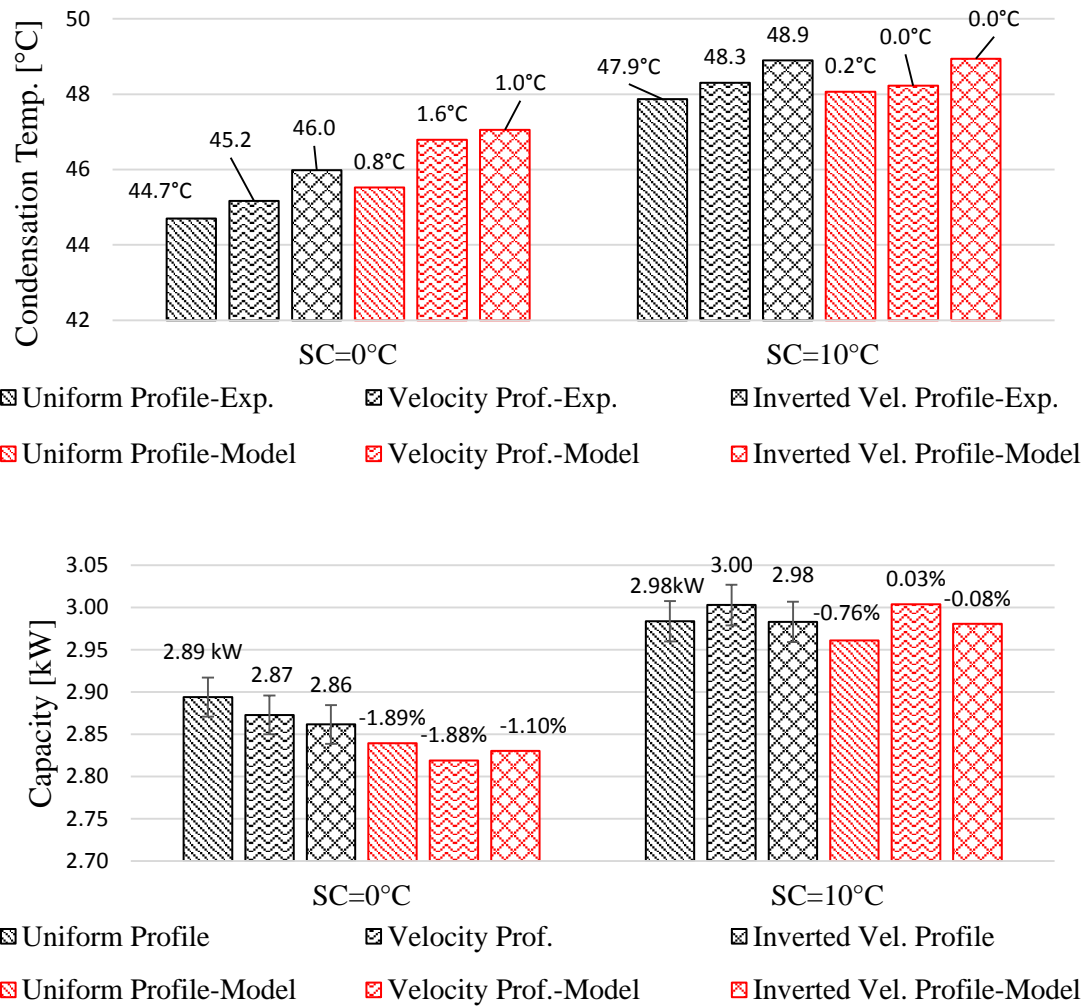 Condensation Temp. [°C]
50
48
46
44
42
44.7°C
45.2
46.0
0.8°C
1.6°C
1.0°C
47.9°C
48.3
48.9
0.2°C
0.0°C
0.0°C
SC=0°C
SC=10°C
Uniform Profile-Exp.
Velocity Prof.-Exp.
Inverted Vel. Profile-Exp.
Uniform Profile-Model
Velocity Prof.-Model
Inverted Vel. Profile-Model
Capacity [kW]
3.05
3.00
2.95
2.90
2.85
2.80
2.75
2.70
2.89 kW
2.87
2.86
-1.89%
-1.88%
-1.10%
2.98kW
3.00
2.98
-0.76%
0.03%
-0.08%
SC=0°C
SC=10°C
Uniform Profile
Velocity Prof.
Inverted Vel. Profile
Uniform Profile-Model
Velocity Prof.-Model
Inverted Vel. Profile-Model